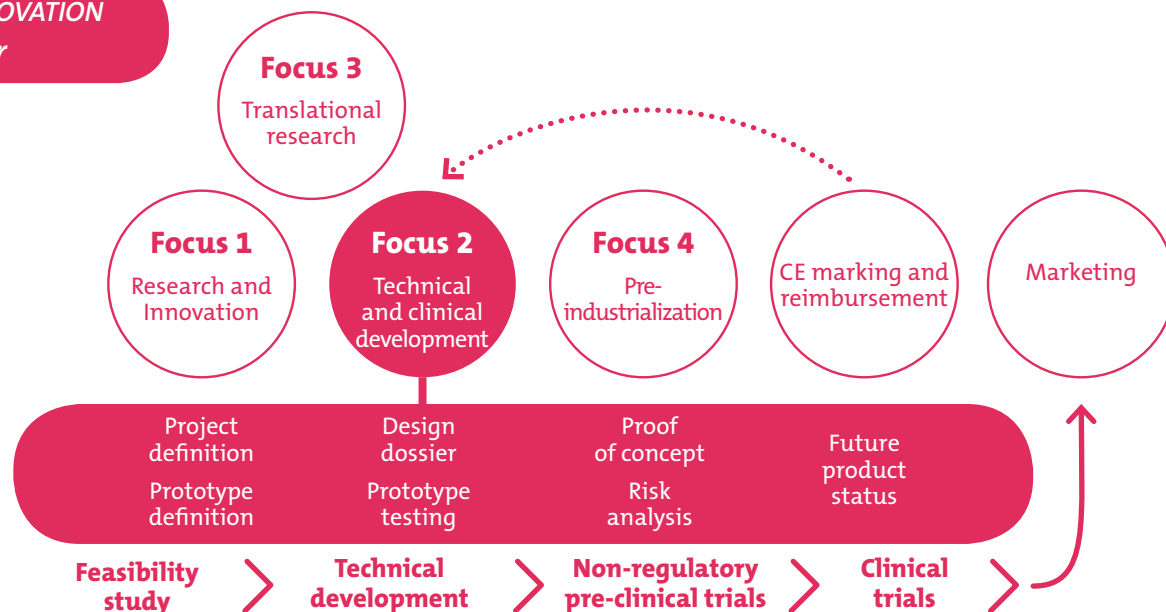 Focus 3
Translational
research
Focus 1
Research and
Innovation
Focus 2
Technical
and clinical
development
Focus 4
Pre-
industrialization
CE marking and
reimbursement
Marketing
Project
definition
Prototype
definition
Design
dossier
Prototype
testing
Proof
of concept
Risk
analysis
Future
product
status
Feasibility
study
Technical
development
Non-regulatory
pre-clinical trials
Clinical
trials